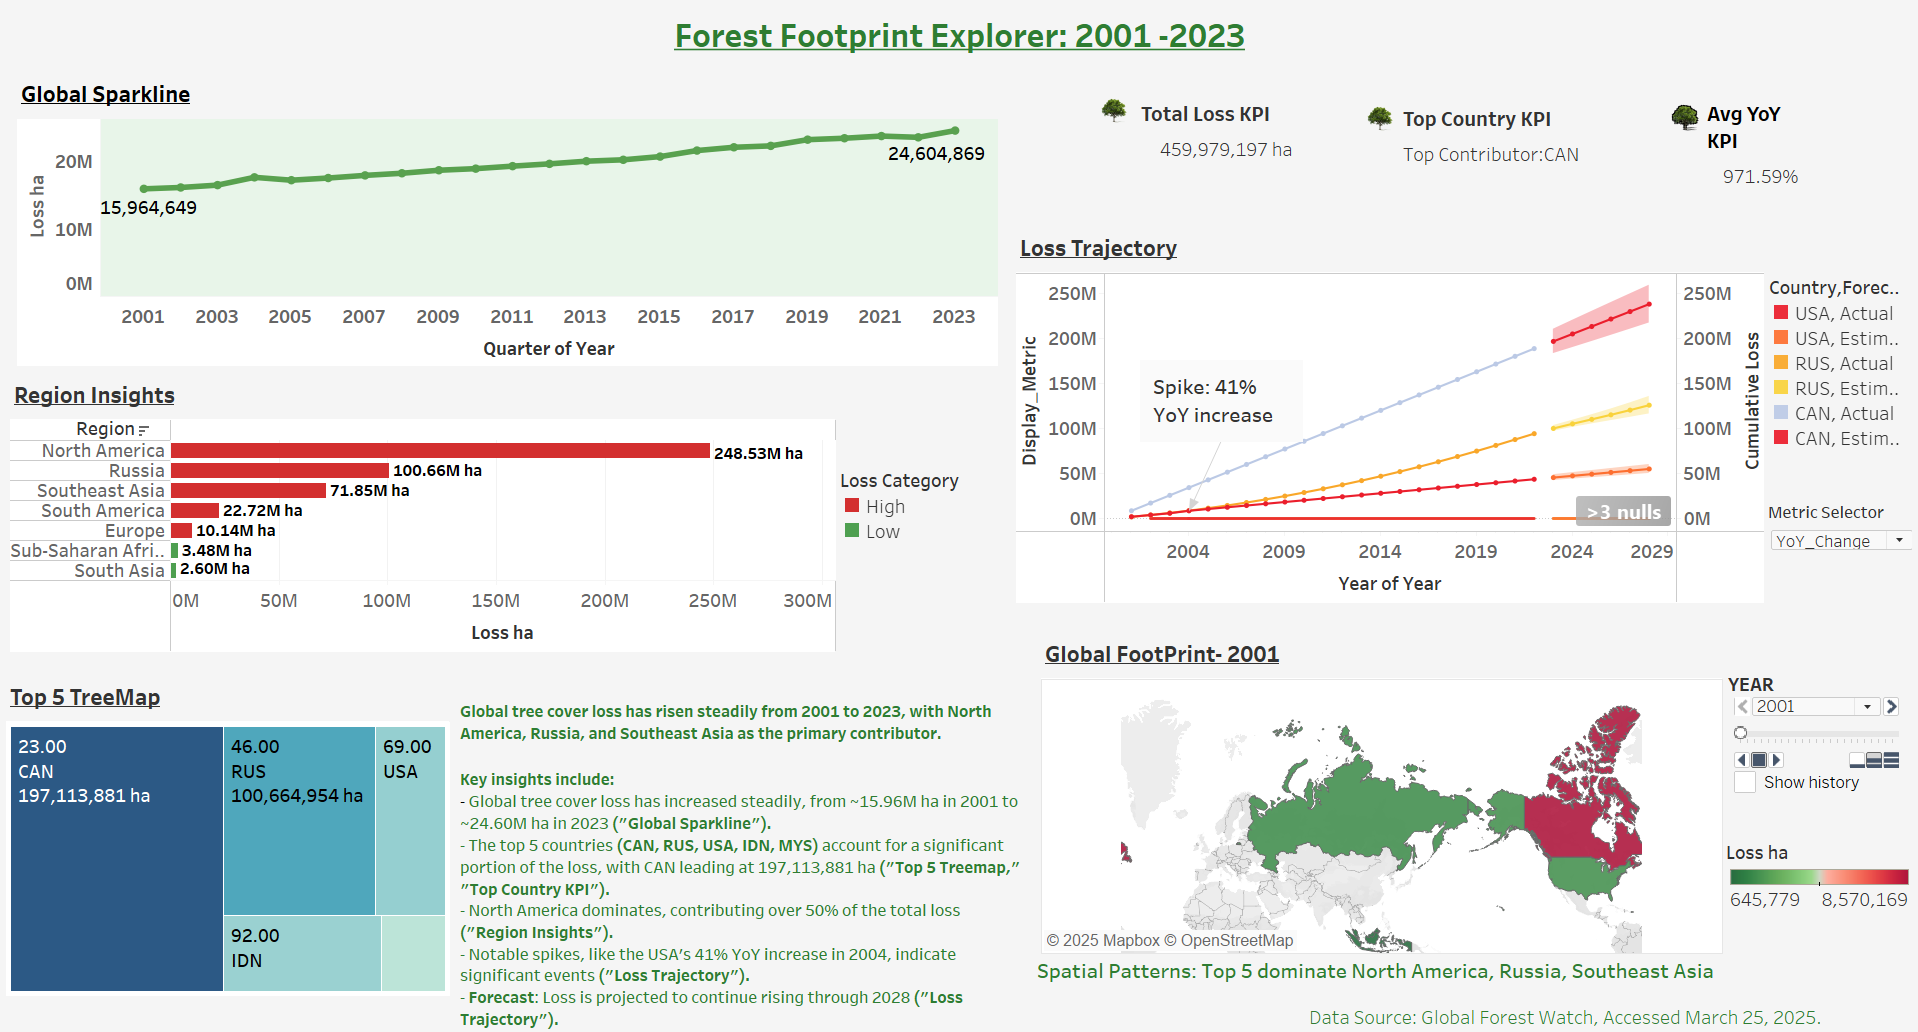 Forest Footprint Explorer: 2001 -2023
Global Sparkline
Loss ha
20M
10M
0M
15,964,649
24,604,869
2001 2003 2005 2007 2009 2011 2013 2015 2017 2019 2021 2023
Quarter of Year
Total Loss KPI
459,979,197 ha
Top Country KPI
Top Contributor:CAN
Avg YoY
KPI
971.59%
Region Insights
Region
North America 248.53M ha
Russia 100.66M ha
Southeast Asia 71.85M ha
South America 22.72M ha
Europe 10.14M ha
Sub-Saharan Afri.. 3.48M ha
South Asia 2.60M ha
0M 50M 100M 150M 200M 250M 300M
Loss ha
Loss Category
High
Low
Loss Trajectory
Display_Metric
250M
200M
150M
100M
50M
0M
Spike: 41%
YoY increase
>3 nulls
250M
200M
150M
100M
50M
0M
Cumulative Loss
2004 2009 2014 2019 2024 2029
Year of Year
Country,Forec..
USA, Actual
USA, Estim..
RUS, Actual
RUS, Estim..
CAN, Actual
CAN, Estim..
Metric Selector
YoY_Change
Top 5 TreeMap
23.00
CAN
197,113,881 ha
46.00
RUS
100,664,954 ha
69.00
USA
92.00
IDN
Global tree cover loss has risen steadily from 2001 to 2023, with North
America, Russia, and Southeast Asia as the primary contributor.
Key insights include:
- Global tree cover loss has increased steadily, from ~15.96M ha in 2001 to
~24.60M ha in 2023 ("Global Sparkline").
- The top 5 countries (CAN, RUS, USA, IDN, MYS) account for a significant
portion of the loss, with CAN leading at 197,113,881 ha ("Top 5 Treemap,"
"Top Country KPI").
- North America dominates, contributing over 50% of the total loss
("Region Insights").
- Notable spikes, like the USA's 41% YoY increase in 2004, indicate
significant events ("Loss Trajectory").
- Forecast: Loss is projected to continue rising through 2028 ("Loss
Trajectory").
Global FootPrint- 2001
© 2025 Mapbox © OpenStreetMap
YEAR
2001
Show history
Loss ha
645,779 8,570,169
Spatial Patterns: Top 5 dominate North America, Russia, Southeast Asia
Data Source: Global Forest Watch, Accessed March 25, 2025.